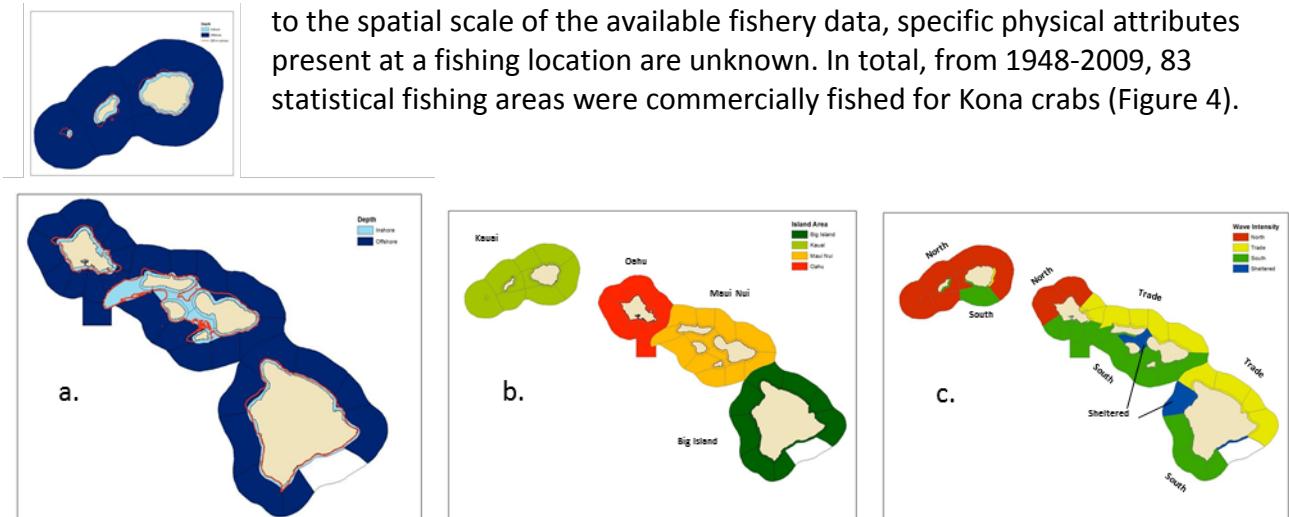 to the spatial scale of the available fishery data, specific physical attributes
present at a fishing location are unknown. In total, from 1948-2009, 83
statistical fishing areas were commercially fished for Kona crabs (Figure 4).
Depth
Inshore
Offshore
a.
Island Area
Big Island
Kauai
Maui Nui
Oahu
Kauai
Oahu
Maui Nui
Big Island
b.
Wave Intensity
North
Trade
South
Sheltered
North
South
North
Trade
South
Trade
Sheltered
South
c.